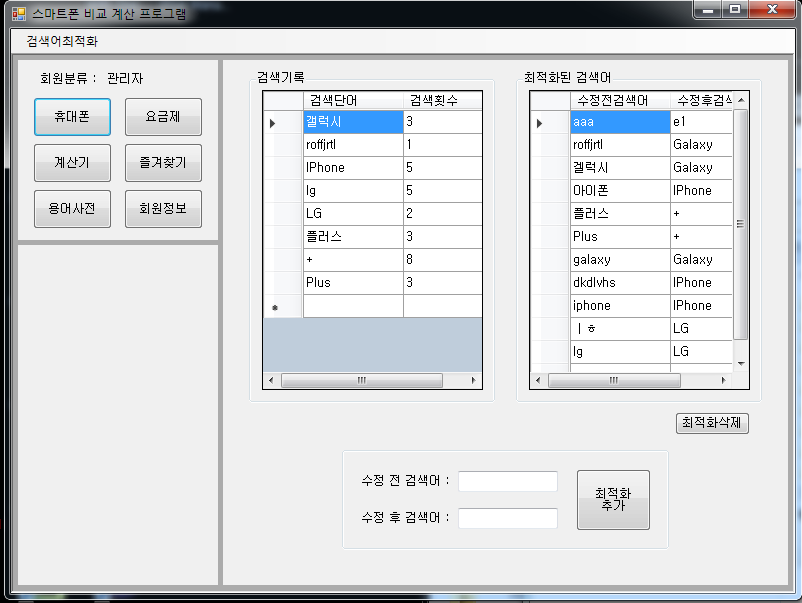 스마트폰 비교 계산 프로그램
검색어최적화
회원분류 : 관리자
휴대폰 요금제
계산기 즐겨찾기
용어사전 회원정보
검색기록
검색단어 검색횟수
갤럭시 3
roffjrtl 1
IPhone 5
lg 5
LG 2
플러스 3
+ 8
Plus 3
최적화된 검색어
수정전검색어 수정후검색
aaa e1
roffjrtl Galaxy
겔럭시 Galaxy
아이폰 IPhone
플러스 +
Plus +
galaxy Galaxy
dkdlvhs IPhone
iphone IPhone
ㅣㅎ LG
lg LG
최적화삭제
수정 전 검색어 :
수정 후 검색어 :
최적화
추가